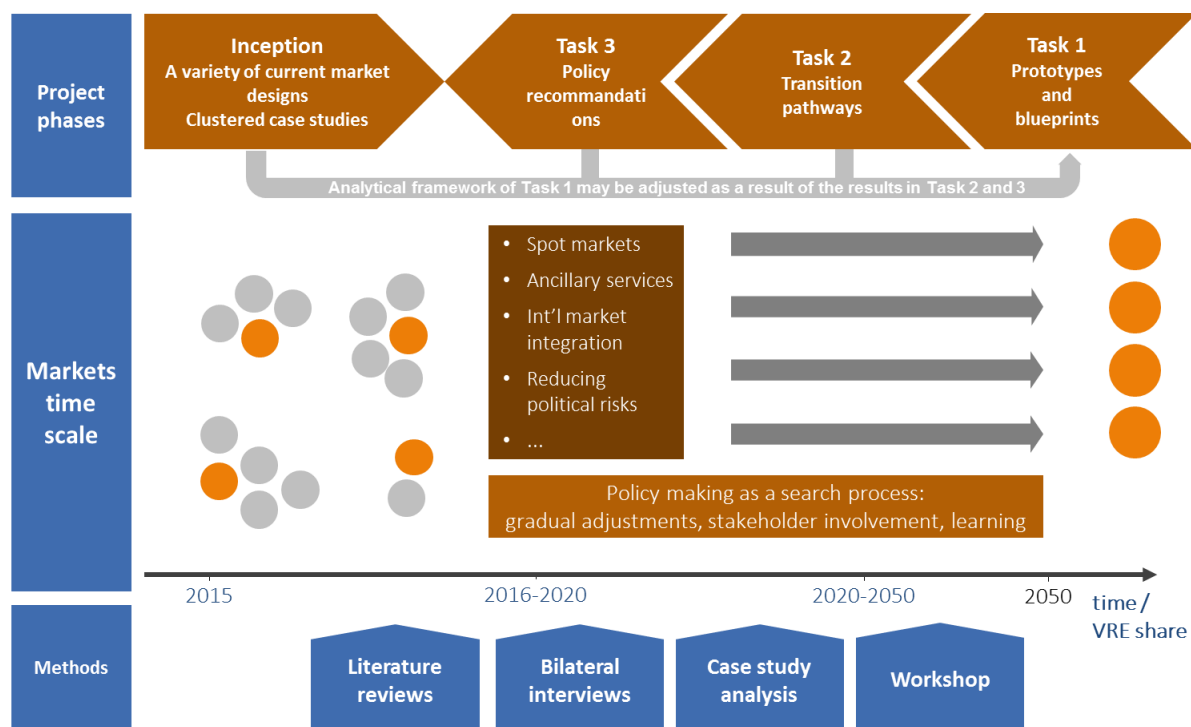 Project
phases
Inception
A variety of current market
designs
Clustered case studies
Task 3
Policy
recommandati
ons
Task 2
Transition
pathways
Task 1
Prototypes
and
blueprints
Analytical framework of Task 1 may be adjusted as a result of the results in Task 2 and 3
Markets
time
scale
• Spot markets
• Ancillary services
• Int'l market
integration
• Reducing
political risks
• ...
Policy making as a search process:
gradual adjustments, stakeholder involvement, learning
2015
2016-2020
2020-2050
2050
time /
VRE share
Methods
Literature
reviews
Bilateral
interviews
Case study
analysis
Workshop